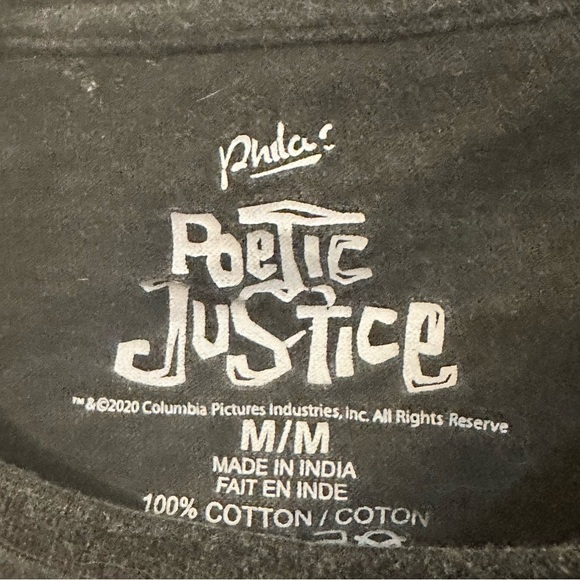 Philcos
POETIC
JUSTICE
™&©2020 Columbia Pictures Industries, Inc. All Rights Reserve
M/M
MADE IN INDIA
FAIT EN INDE
100% COTTON / COTON